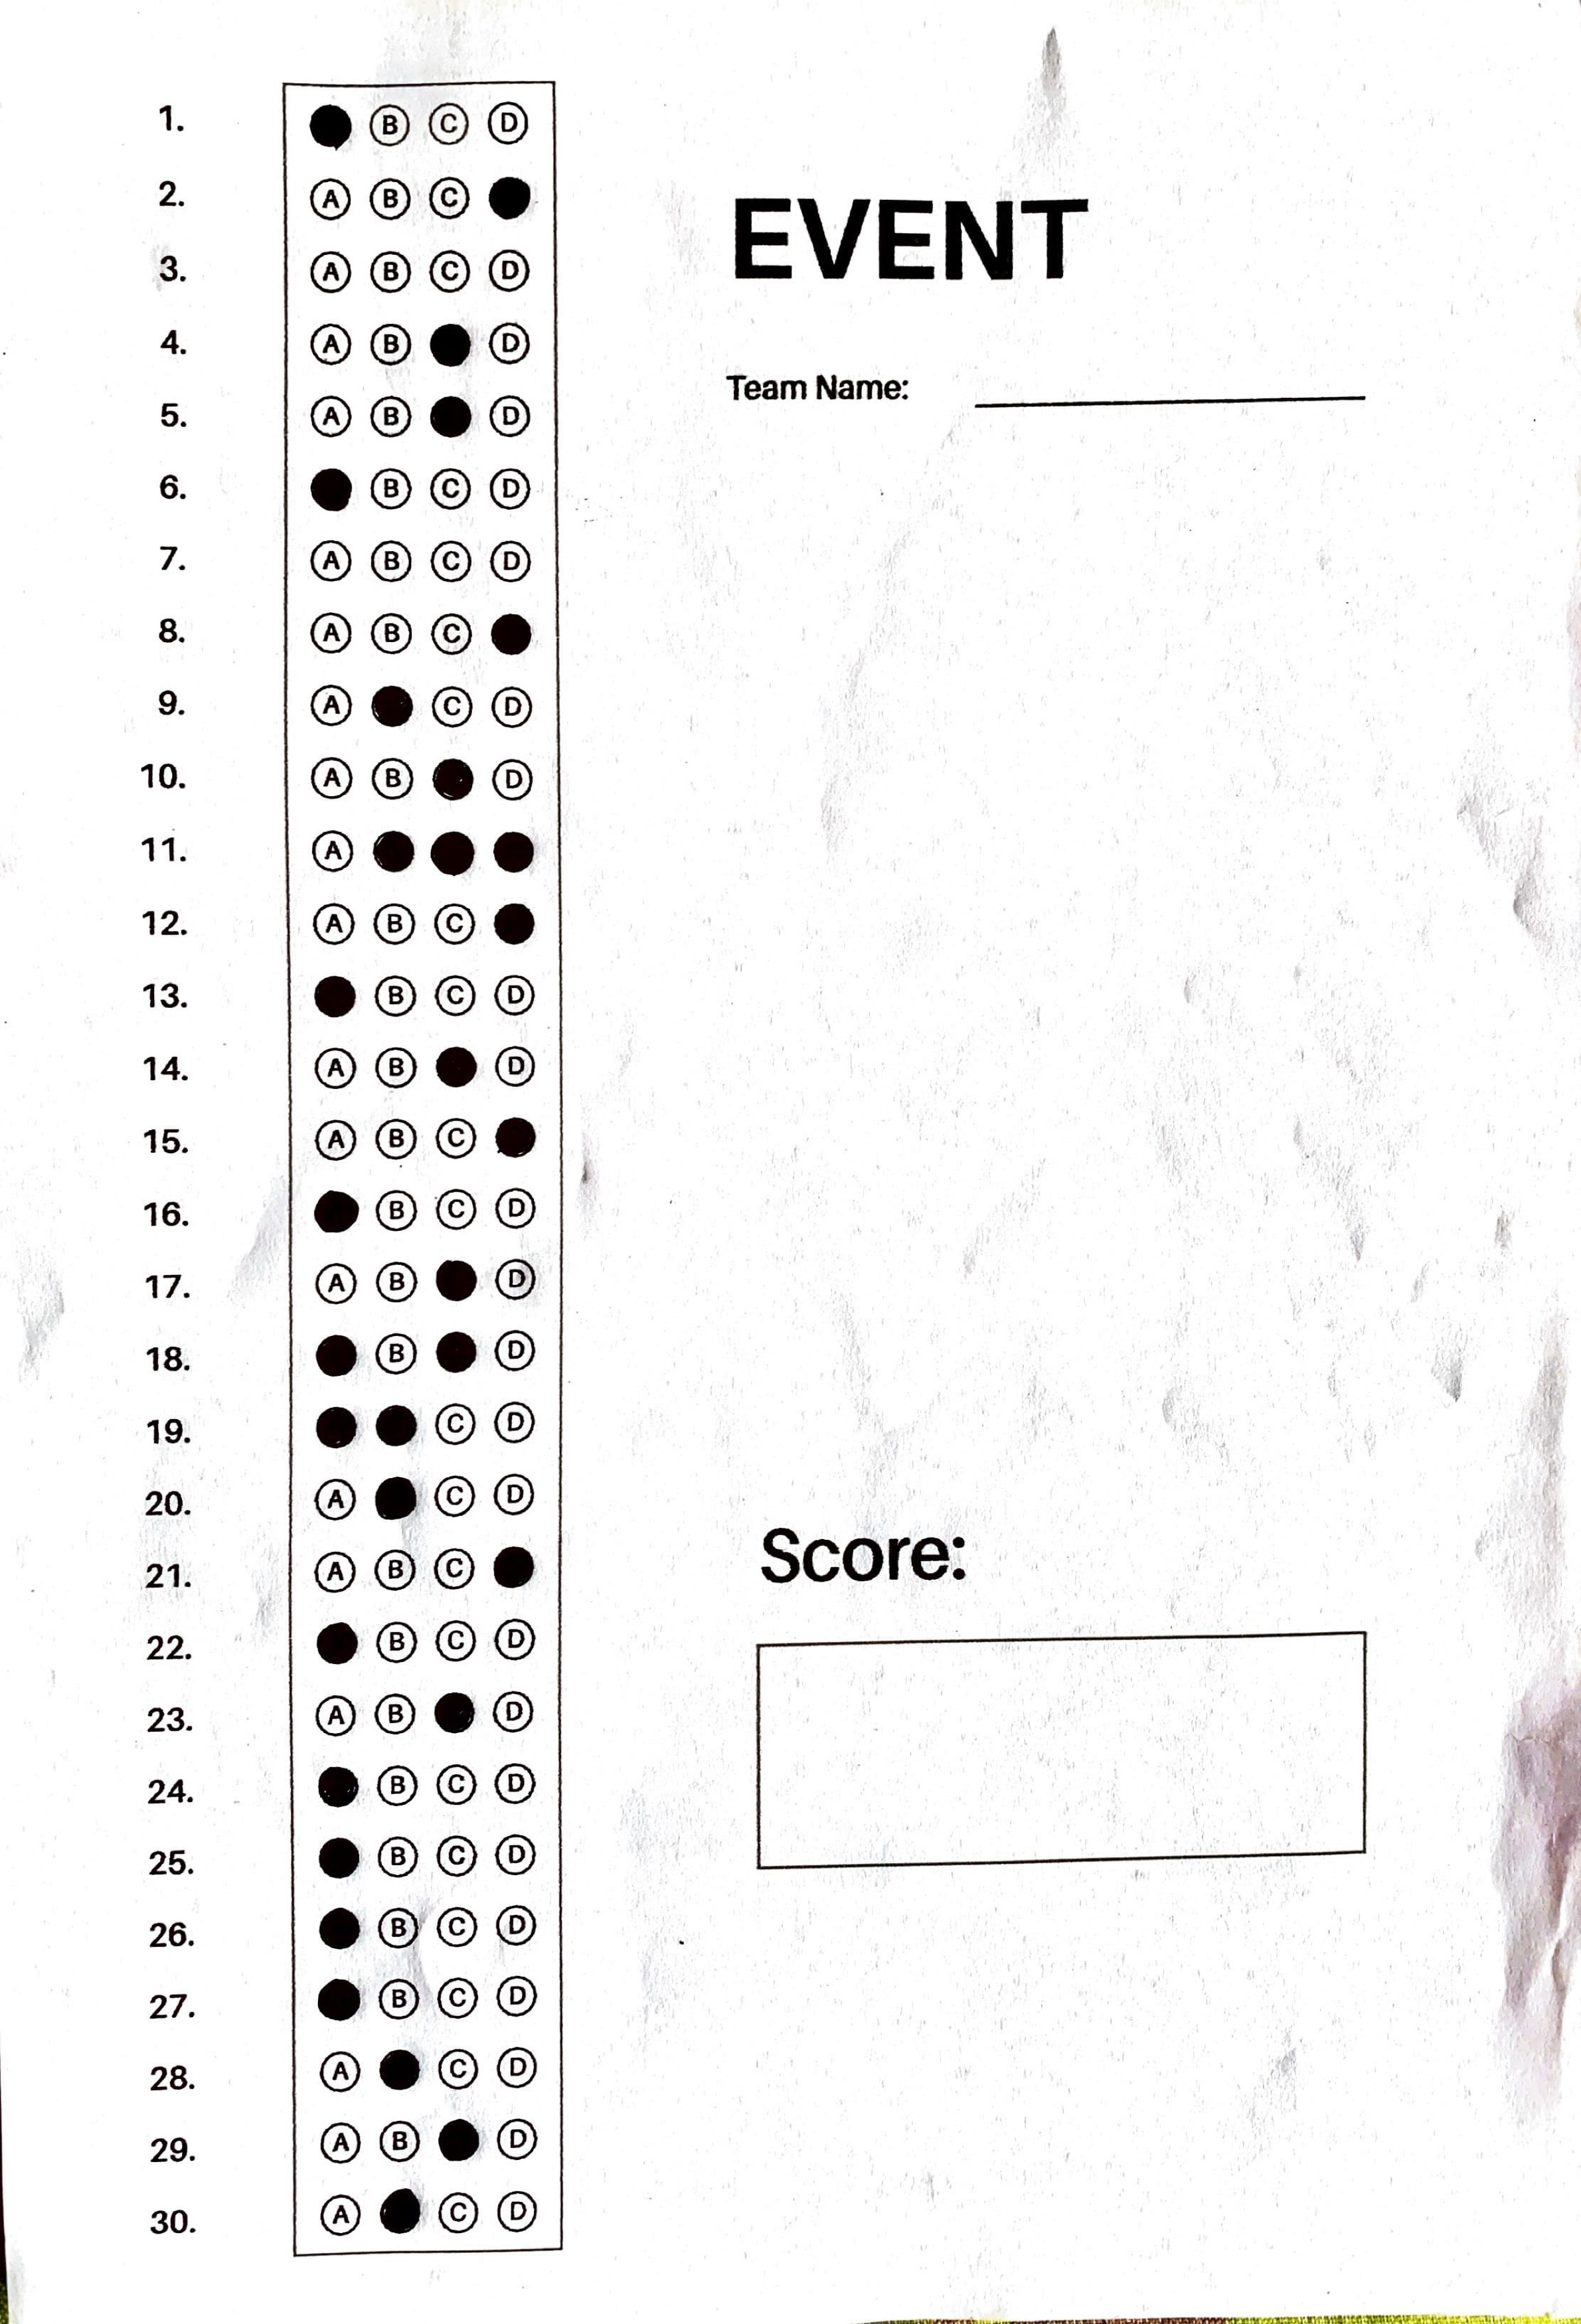 1. B C D
2. A B C
3. A B C D
4. A B D
5. A B D
6. B C D
7. A B C D
8. A B C
9. A C D
10. A B D
11. A
12. A B C
13. B C D
14. A B D
15. A B C
16. B C D
17. A B D
18. B D
19. C D
20. A C D
21. A B C
22. B C D
23. A B D
24. B C D
25. B C D
26. B C D
27. B C D
28. A C D
29. A B D
30. A C D
EVENT
Team Name:
Score: